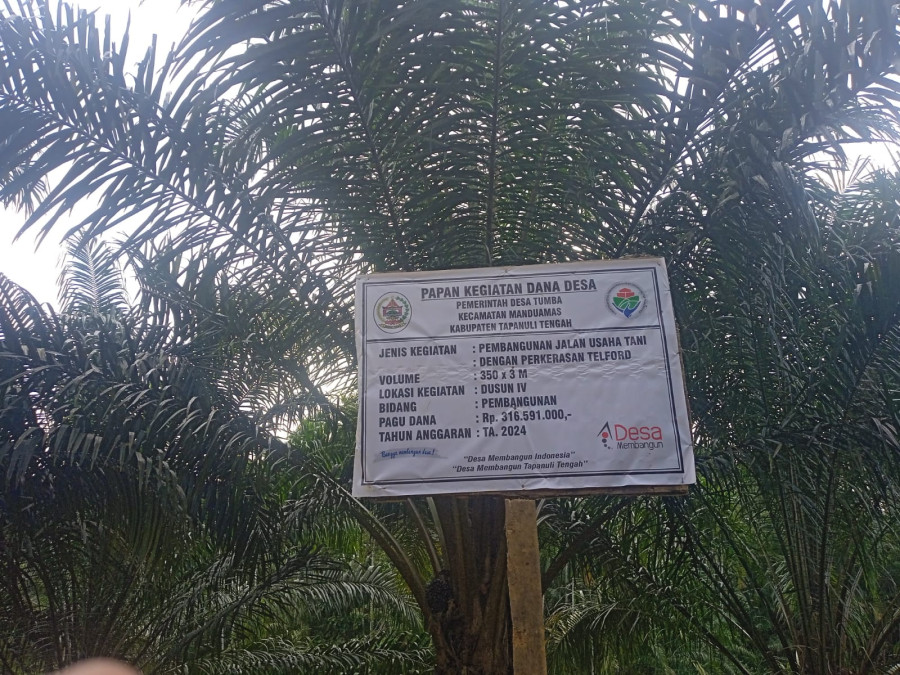 PAPAN KEGIATAN DANA DESA
PEMERINTAH DESA TUMBA
KECAMATAN MANDUAMAS
KABUPATEN TAPANULI TENGAH
JENIS KEGIATAN : PEMBANGUNAN JALAN USAHA TANI
: DENGAN PERKERASAN TELFORD
VOLUME : 350 x 3 M
LOKASI KEGIATAN : DUSUN IV
BIDANG : PEMBANGUNAN
PAGU DANA : Rp. 316.591.000,-
TAHUN ANGGARAN : TA. 2024
Desa
Membangun
"Desa Membangun Indonesia"
"Desa Membangun Tapanuli Tengah"